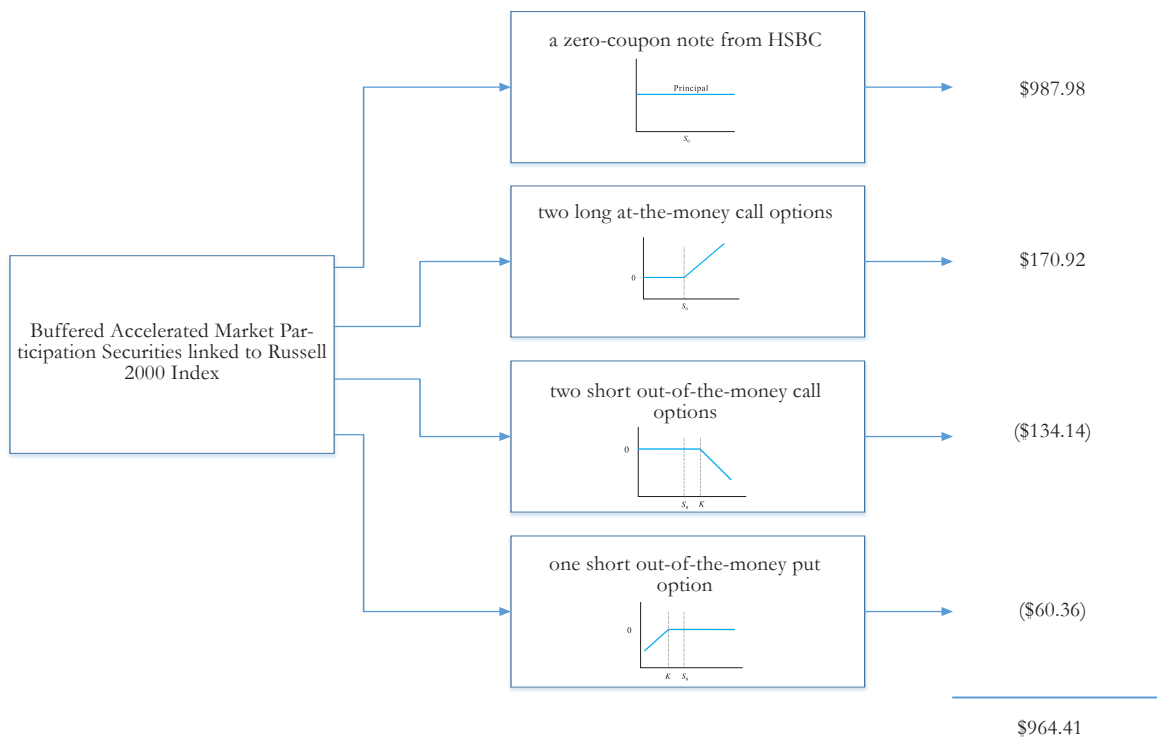 a zero-coupon note from HSBC
Principal
S₀
$987.98
two long at-the-money call options
0
S₀
$170.92
Buffered Accelerated Market Par-
ticipation Securities linked to Russell
2000 Index
two short out-of-the-money call
options
0
S₀ K
($134.14)
one short out-of-the-money put
option
0
K S₀
($60.36)
$964.41